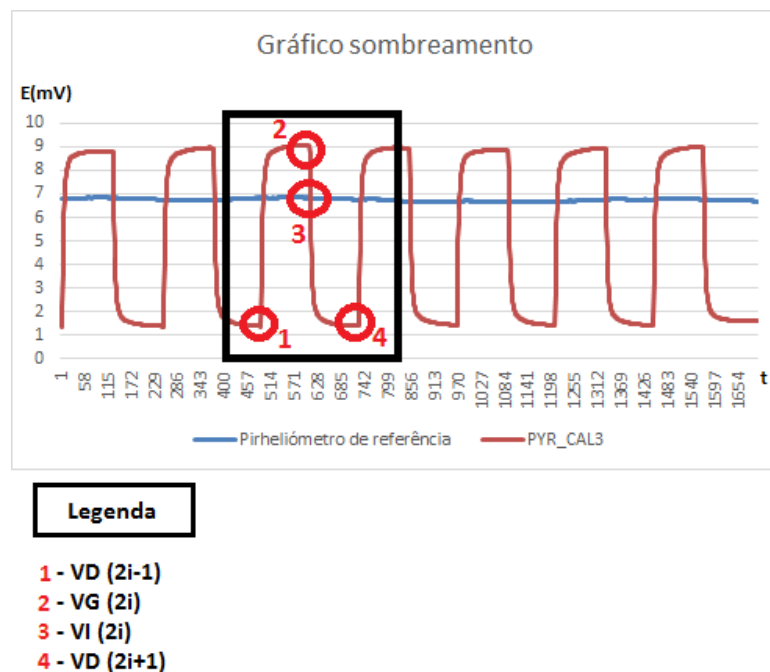 Gráfico sombreamento
E(mV)
10
9
8
7
6
5
4
3
2
1
0
2
3
1
4
1 58 115 172 229 286 343 400 457 514 571 628 685 742 799 856 913 970 1027 1084 1141 1198 1255 1312 1369 1426 1483 1540 1597 1654 t
Pirheliómetro de referência PYR_CAL3
Legenda
1 - VD (2i-1)
2 - VG (2i)
3 - VI (2i)
4 - VD (2i+1)